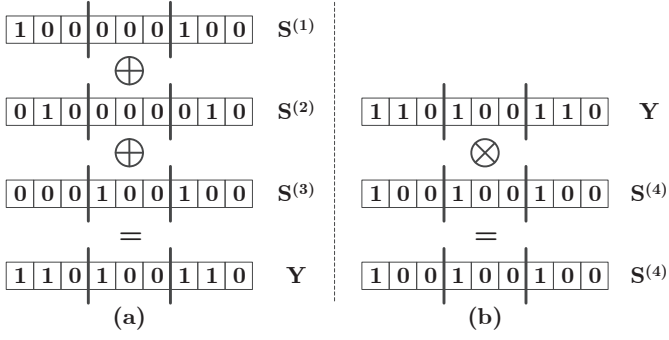 1 0 0 0 0 0 1 0 0 S(1)
⊕
0 1 0 0 0 0 0 1 0 S(2)
⊕
0 0 0 1 0 0 1 0 0 S(3)
=
1 1 0 1 0 0 1 1 0 Y
(a)
1 1 0 1 0 0 1 1 0 Y
⊗
1 0 0 1 0 0 1 0 0 S(4)
=
1 0 0 1 0 0 1 0 0 S(4)
(b)